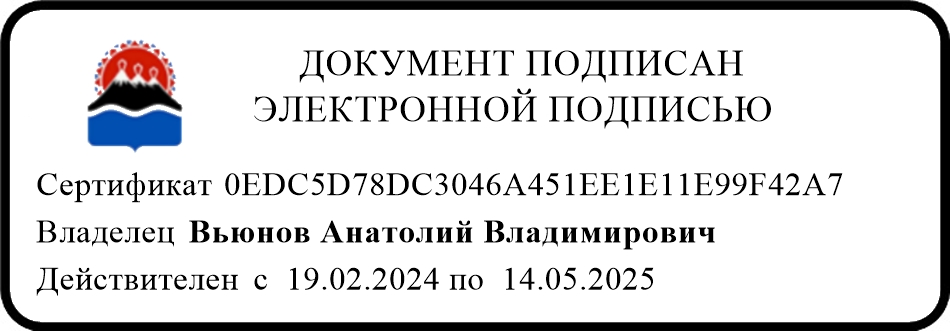 ДОКУМЕНТ ПОДПИСАН
ЭЛЕКТРОННОЙ ПОДПИСЬЮ
Сертификат 0EDC5D78DC3046A451EE1E11E99F42A7
Владелец Вьюнов Анатолий Владимирович
Действителен с 19.02.2024 по 14.05.2025